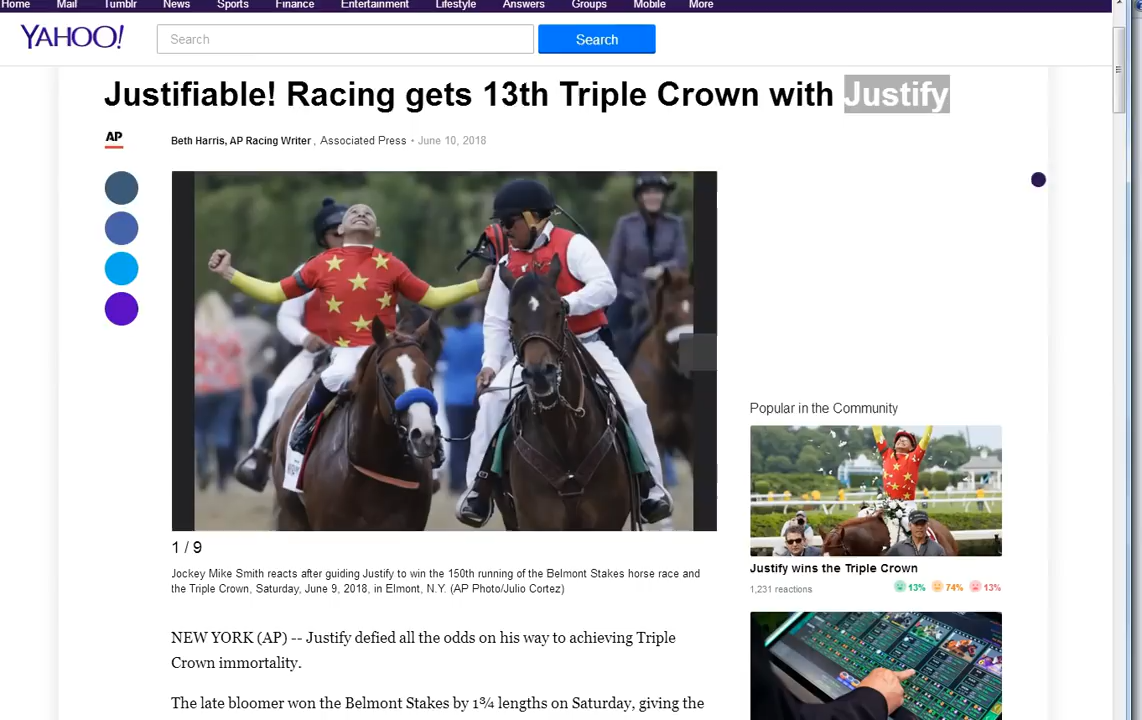 Home Mail Tumblr News Sports Finance Entertainment Lifestyle Answers Groups Mobile More
YAHOO! Search Search
Justifiable! Racing gets 13th Triple Crown with Justify
AP Beth Harris, AP Racing Writer , Associated Press • June 10, 2018
1 / 9
Jockey Mike Smith reacts after guiding Justify to win the 150th running of the Belmont Stakes horse race and
the Triple Crown, Saturday, June 9, 2018, in Elmont, N.Y. (AP Photo/Julio Cortez)
NEW YORK (AP) -- Justify defied all the odds on his way to achieving Triple
Crown immortality.
The late bloomer won the Belmont Stakes by 1¾ lengths on Saturday, giving the
Popular in the Community
Justify wins the Triple Crown
1,231 reactions 13% 74% 13%